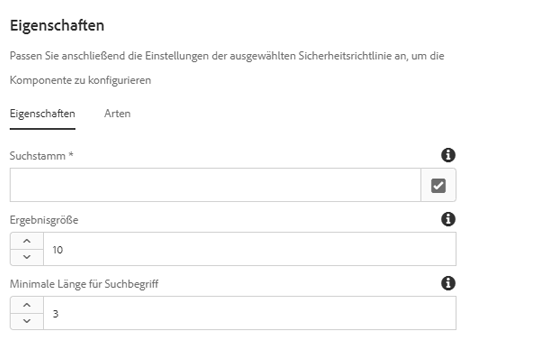 Eigenschaften
Passen Sie anschließend die Einstellungen der ausgewählten Sicherheitsrichtlinie an, um die
Komponente zu konfigurieren
Eigenschaften Arten
Suchstamm *
Ergebnisgröße
10
Minimale Länge für Suchbegriff
3